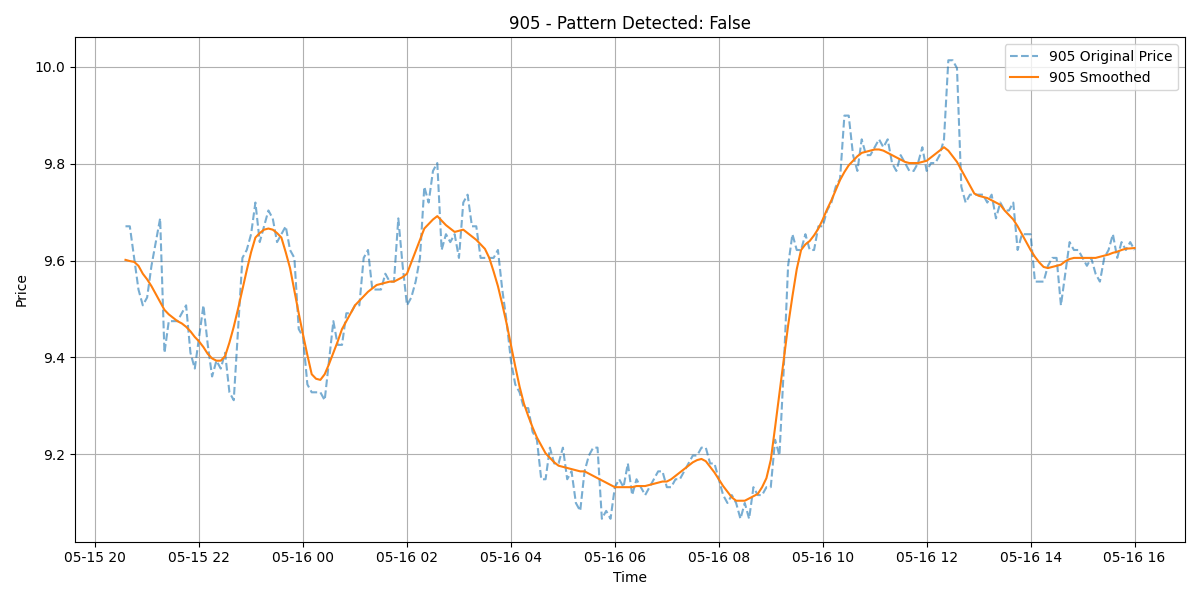 905 - Pattern Detected: False
905 Original Price
905 Smoothed
Price
10.0
9.8
9.6
9.4
9.2
05-15 20 05-15 22 05-16 00 05-16 02 05-16 04 05-16 06 05-16 08 05-16 10 05-16 12 05-16 14 05-16 16
Time